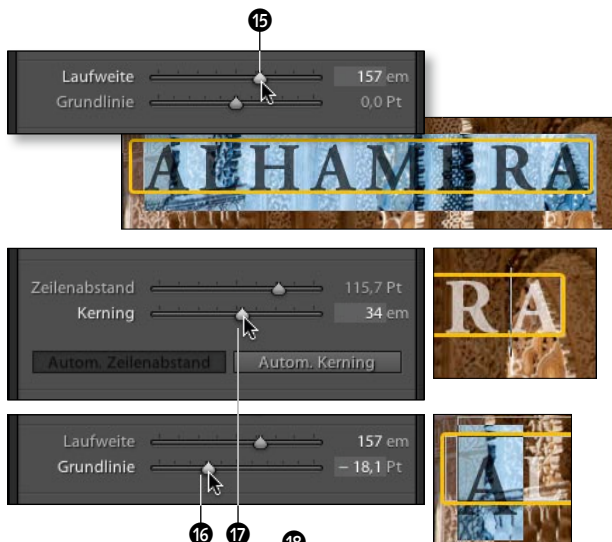 15
Laufweite 157 em
Grundlinie 0,0 Pt
ALHAMBRA
Zeilenabstand 115,7 Pt
Kerning 34 em
RA
Autom. Zeilenabstand Autom. Kerning
Laufweite 157 em
Grundlinie – 18,1 Pt
AL
16 17 18